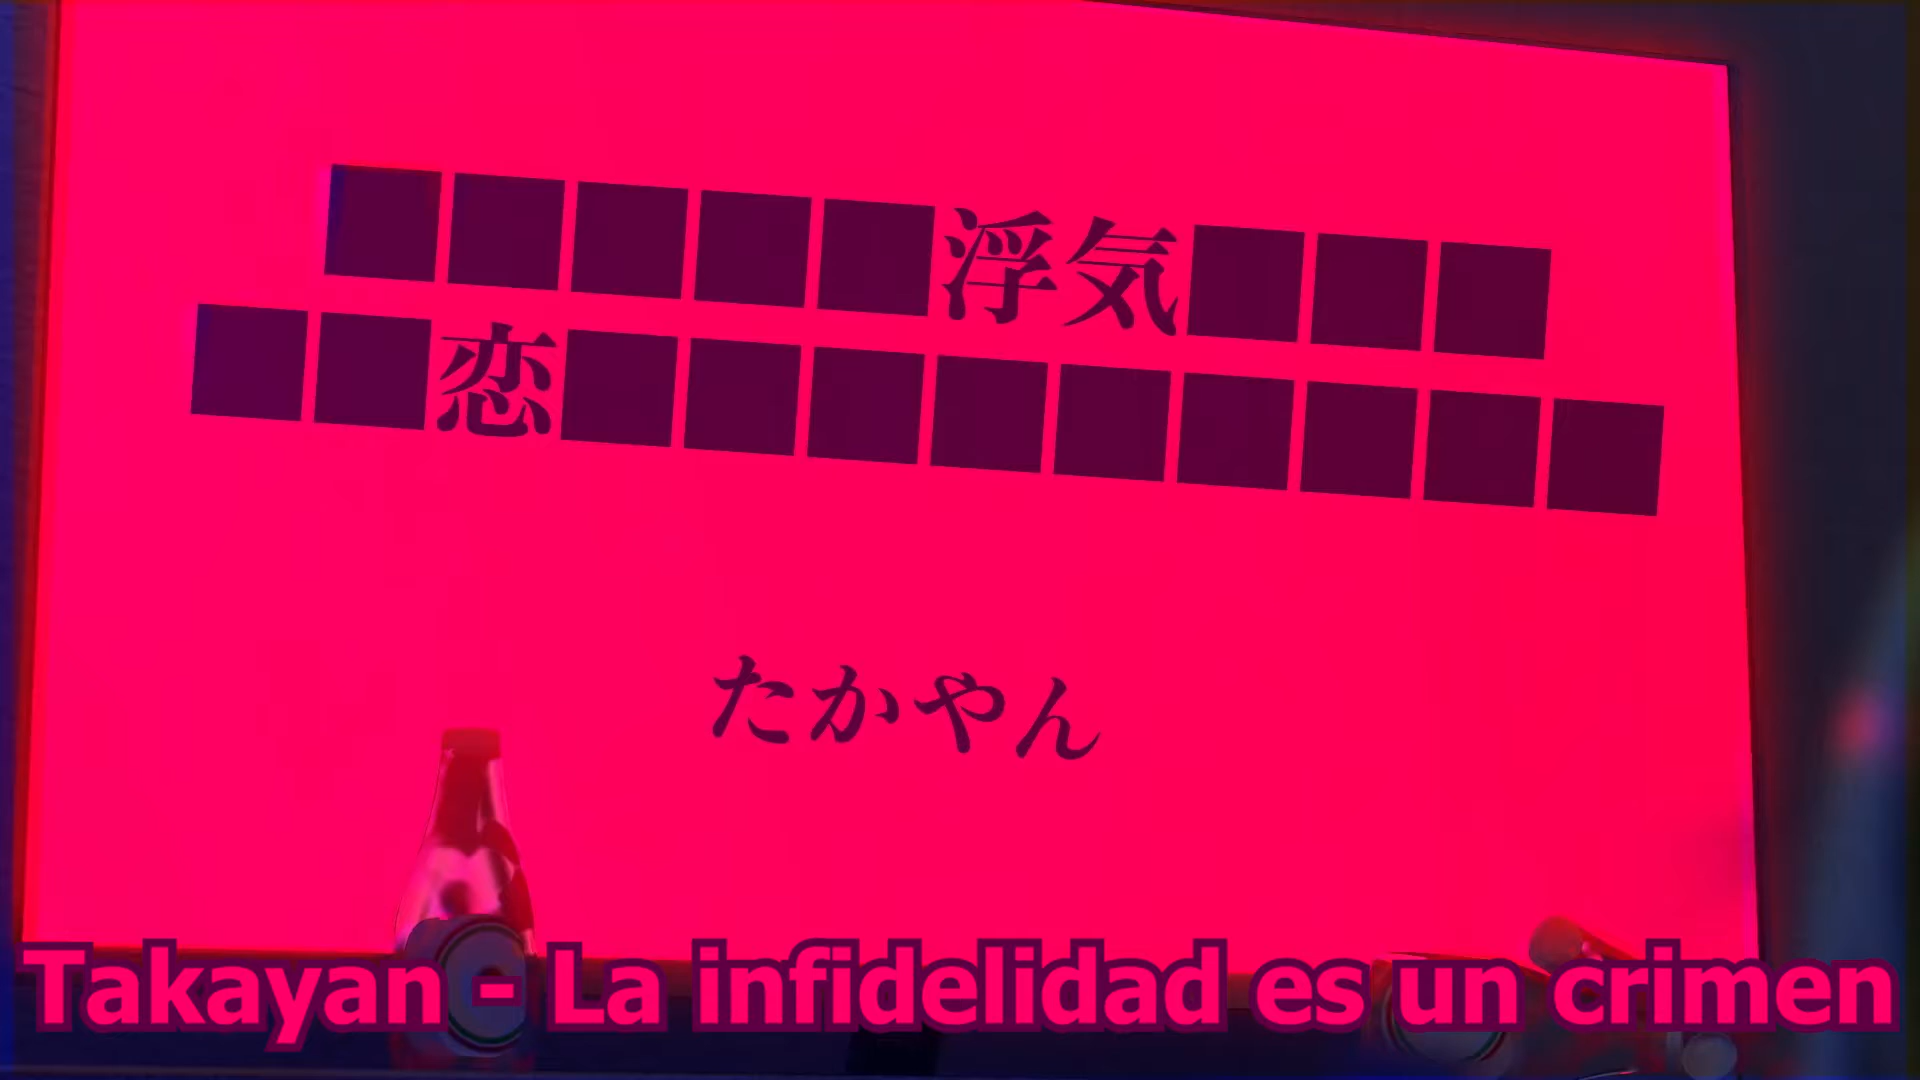 ■■■■■浮気■■■
■■恋■■■■■■■■■
たかやん
Takayan - La infidelidad es un crimen